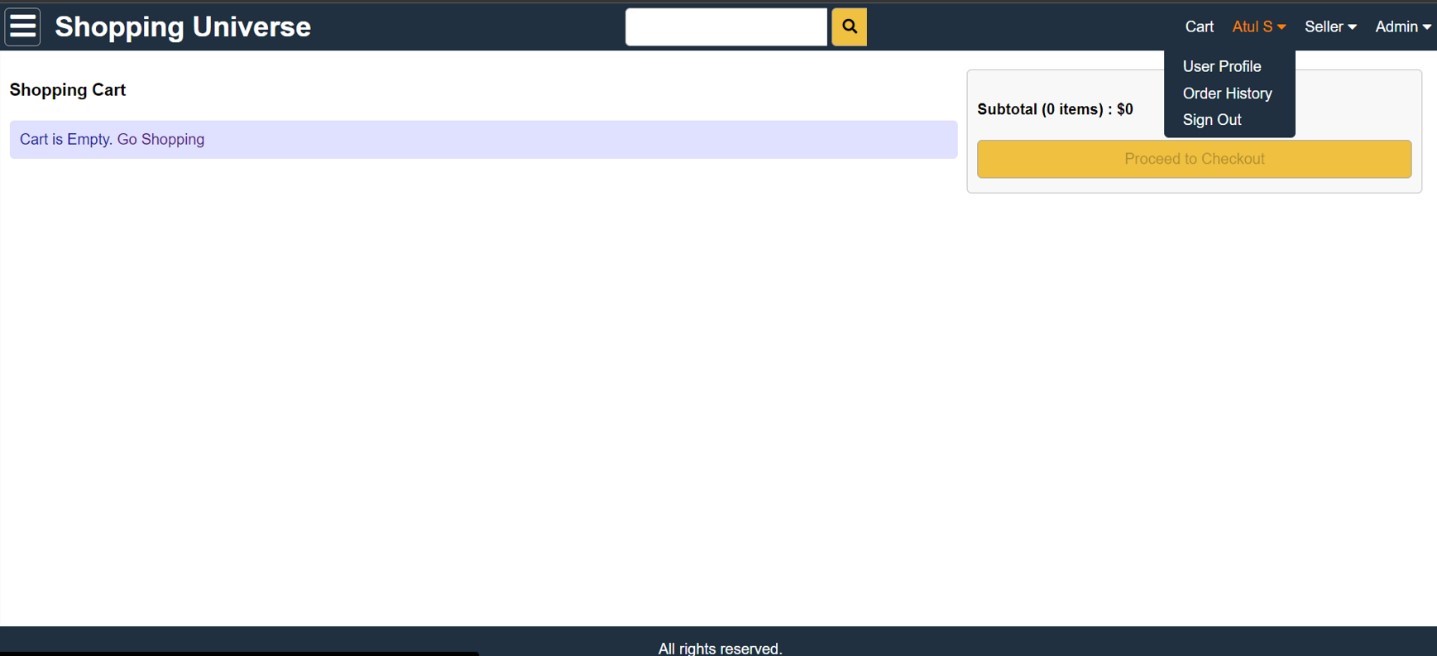 Shopping Universe
Cart Atul S Seller Admin
User Profile
Order History
Sign Out
Shopping Cart
Cart is Empty. Go Shopping
Subtotal (0 items) : $0
Proceed to Checkout
All rights reserved.